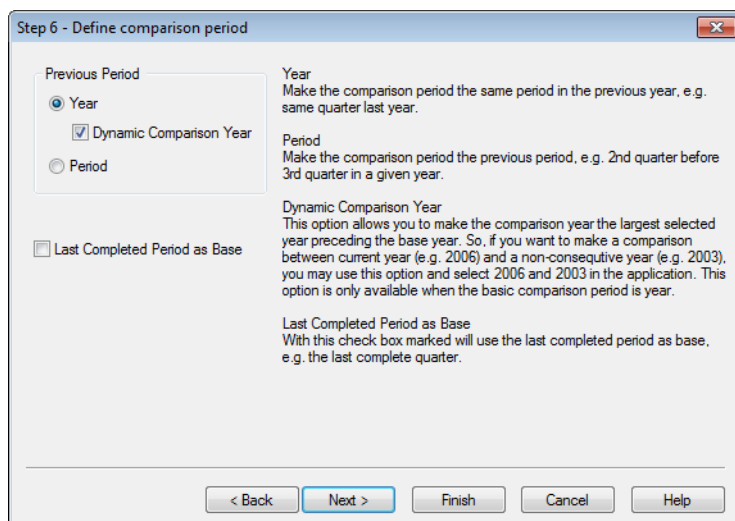 Step 6 - Define comparison period
Previous Period
Year
Dynamic Comparison Year
Period
Last Completed Period as Base
Year
Make the comparison period the same period in the previous year, e.g.
same quarter last year.
Period
Make the comparison period the previous period, e.g. 2nd quarter before
3rd quarter in a given year.
Dynamic Comparison Year
This option allows you to make the comparison year the largest selected
year preceding the base year. So, if you want to make a comparison
between current year (e.g. 2006) and a non-consequtive year (e.g. 2003),
you may use this option and select 2006 and 2003 in the application. This
option is only available when the basic comparison period is year.
Last Completed Period as Base
With this check box marked will use the last completed period as base,
e.g. the last complete quarter.
< Back
Next >
Finish
Cancel
Help